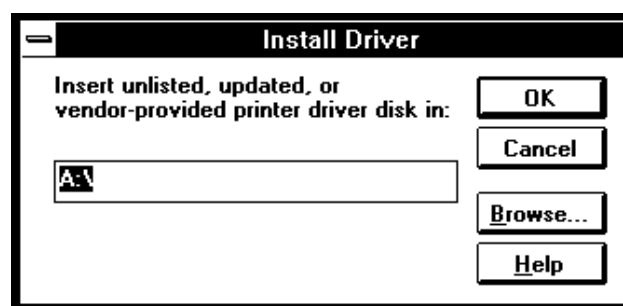 Install Driver
Insert unlisted, updated, or
vendor-provided printer driver disk in:
A:\
OK
Cancel
Browse...
Help